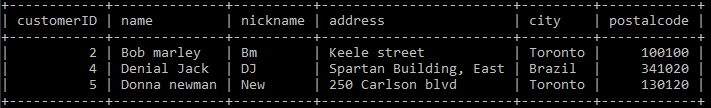 | customerID | name | nickname | address | city | postalcode |
| 2 | Bob marley | Bm | Keele street | Toronto | 100100 |
| 4 | Denial Jack | DJ | Spartan Building, East | Brazil | 341020 |
| 5 | Donna newman | New | 250 Carlson blvd | Toronto | 130120 |